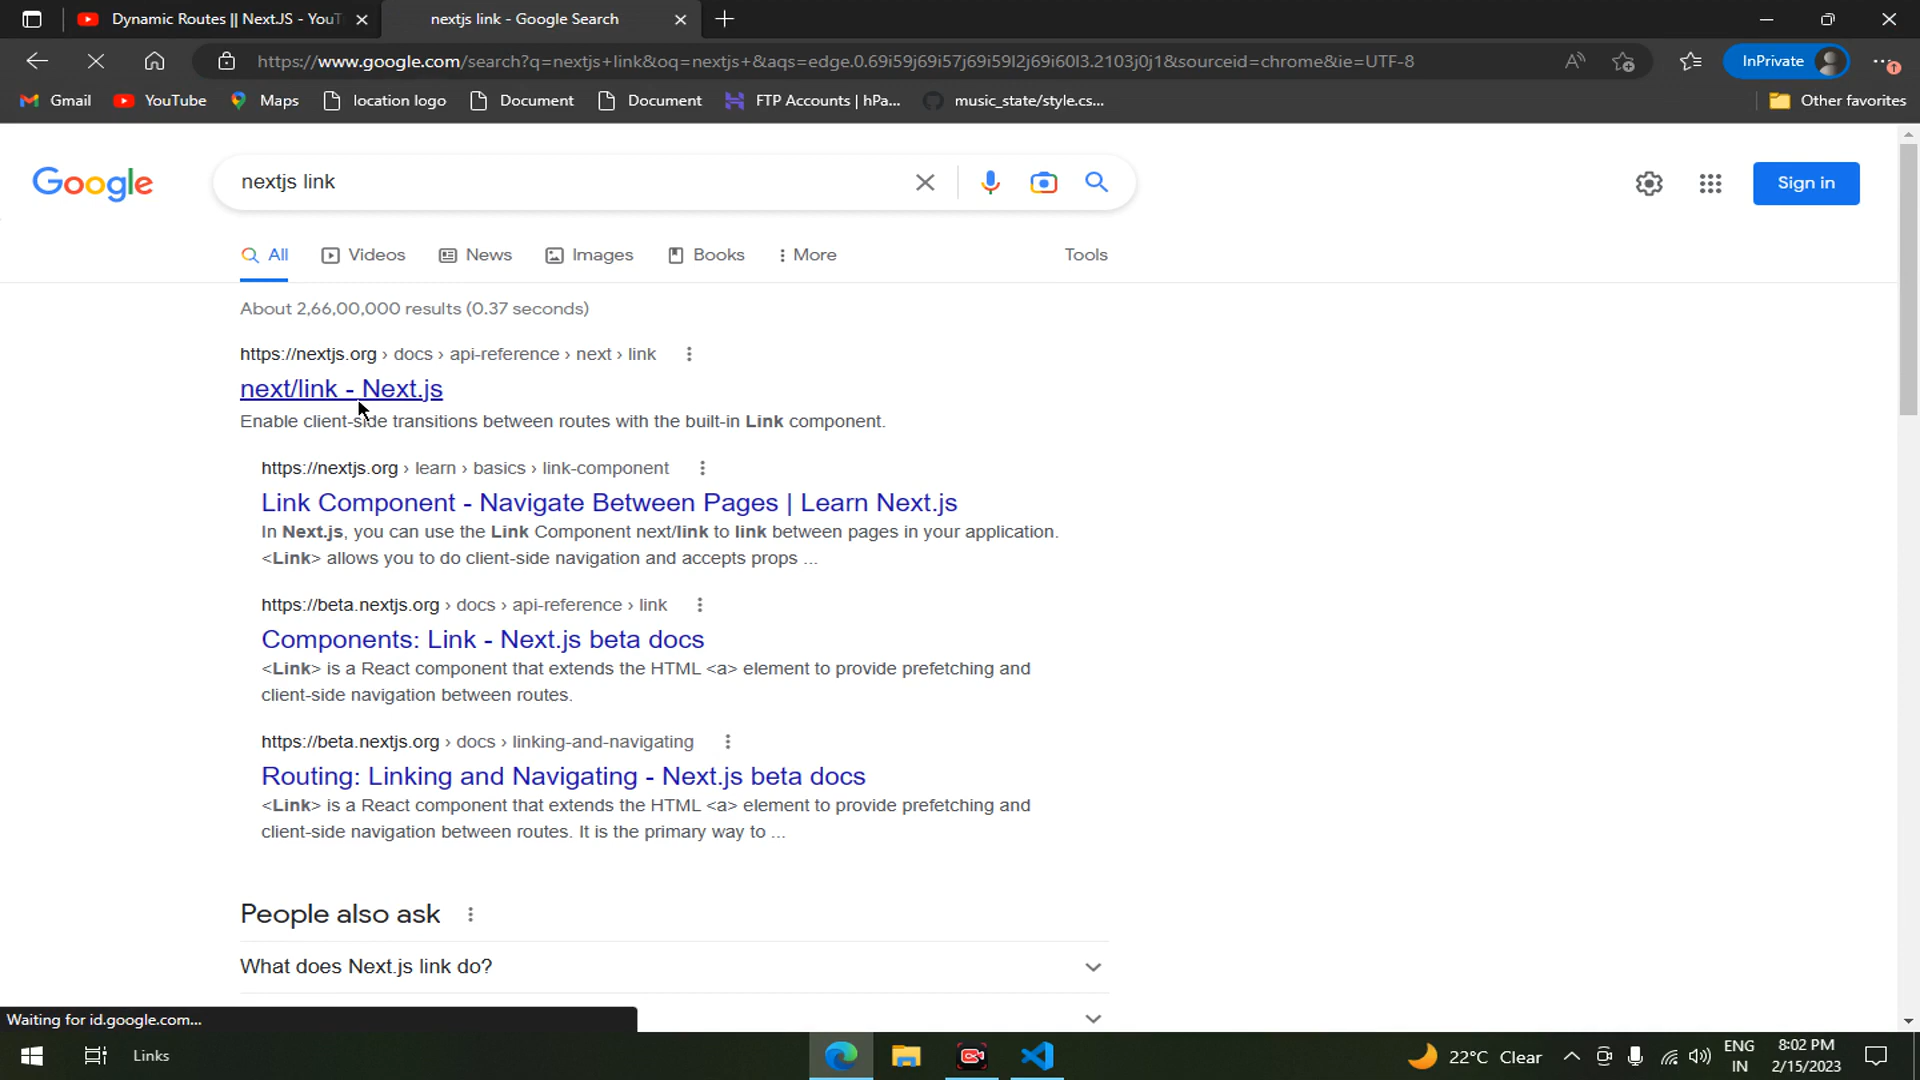 Dynamic Routes || NextJS - YouT
nextjs link - Google Search
https://www.google.com/search?q=nextjs+link&oq=nextjs+&aqs=edge.0.69i59j69i57j69i59l2j69i60l3.2103j0j1&sourceid=chrome&ie=UTF-8
InPrivate
Gmail
YouTube
Maps
location logo
Document
Document
FTP Accounts | hPa...
music_state/style.cs...
Other favorites
Google
nextjs link
Sign in
All
Videos
News
Images
Books
More
Tools
About 2,66,00,000 results (0.37 seconds)
https://nextjs.org › docs › api-reference › next › link
next/link - Next.js
Enable client-side transitions between routes with the built-in Link component.
https://nextjs.org › learn › basics › link-component
Link Component - Navigate Between Pages | Learn Next.js
In Next.js, you can use the Link Component next/link to link between pages in your application.
<Link> allows you to do client-side navigation and accepts props ...
https://beta.nextjs.org › docs › api-reference › link
Components: Link - Next.js beta docs
<Link> is a React component that extends the HTML <a> element to provide prefetching and
client-side navigation between routes.
https://beta.nextjs.org › docs › linking-and-navigating
Routing: Linking and Navigating - Next.js beta docs
<Link> is a React component that extends the HTML <a> element to provide prefetching and
client-side navigation between routes. It is the primary way to ...
People also ask
What does Next.js link do?
Waiting for id.google.com...
Links
22°C Clear
ENG
IN
8:02 PM
2/15/2023